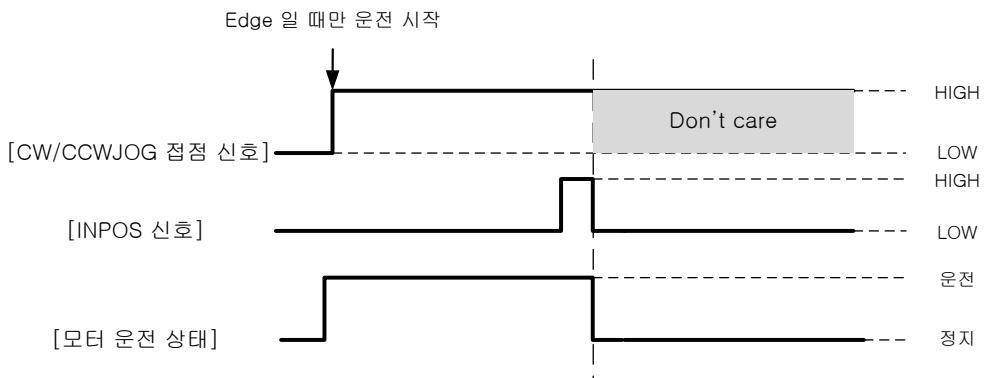 Edge 일 때만 운전 시작
HIGH
Don't care
[CW/CCWJOG 접점 신호]
LOW
HIGH
[INPOS 신호]
LOW
운전
[모터 운전 상태]
정지